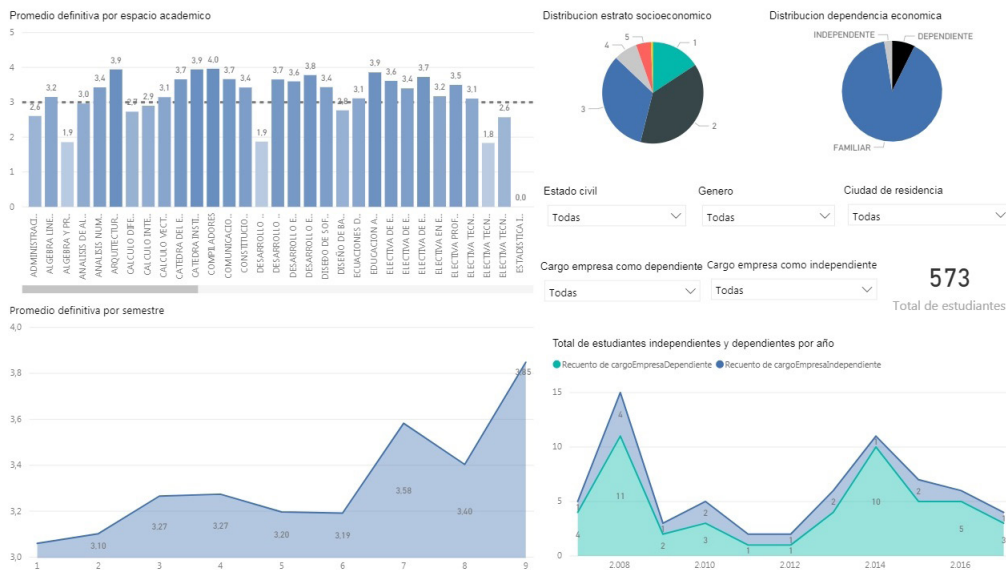 Promedio definitiva por espacio academico
5
4
3
2
1
0
2,6
3,2
1,9
3,0
3,4
3,9
2,7
2,9
3,1
3,7
3,9
4,0
3,7
3,4
1,9
3,7
3,6
3,8
3,4
2,8
3,1
3,9
3,6
3,4
3,7
3,2
3,5
3,1
1,8
2,6
0,0
ADMINISTRACI...
ALGEBRA LINE...
ALGEBRA Y PR...
ANALISIS DE AL...
ANALISIS NUM...
ARQUITECTUR...
CALCULO DIFE...
CALCULO INTE...
CALCULO VECT...
CATEDRA DEL E...
CATEDRA INSTI...
COMPILADORES
COMUNICACIO...
CONSTITUCIO...
DESARROLLO ...
DESARROLLO ...
DESARROLLO E...
DESARROLLO E...
DISEÐO DE SOF...
DISEÑO DE BA...
ECUACIONES D...
EDUCACION A...
ELECTIVA DE E...
ELECTIVA DE E...
ELECTIVA DE E...
ELECTIVA EN E...
ELECTIVA PROF...
ELECTIVA TECN...
ELECTIVA TECN...
ELECTIVA TECN...
ESTADÍSTICA I...
Distribucion estrato socioeconomico
1
2
3
4
5
Distribucion dependencia economica
INDEPENDIENTE
DEPENDIENTE
FAMILIAR
Estado civil
Todas
Genero
Todas
Ciudad de residencia
Todas
Cargo empresa como dependiente
Todas
Cargo empresa como independiente
Todas
573
Total de estudiantes
Promedio definitiva por semestre
4,0
3,8
3,6
3,4
3,2
3,0
3,10
3,27
3,27
3,20
3,19
3,58
3,40
3,85
1 2 3 4 5 6 7 8 9
Total de estudiantes independientes y dependientes por año
Recuento de cargoEmpresaDependiente Recuento de cargoEmpresaIndependiente
15
10
5
0
1
4
1
2
1
1
2
1
2
1
4
11
2
3
1
1
4
10
5
5
3
2.008 2.010 2.012 2.014 2.016